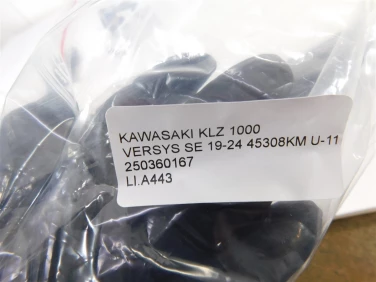 KAWASAKI KLZ 1000
VERSYS SE 19-24 45308KM U-11
250360167
LI.A443